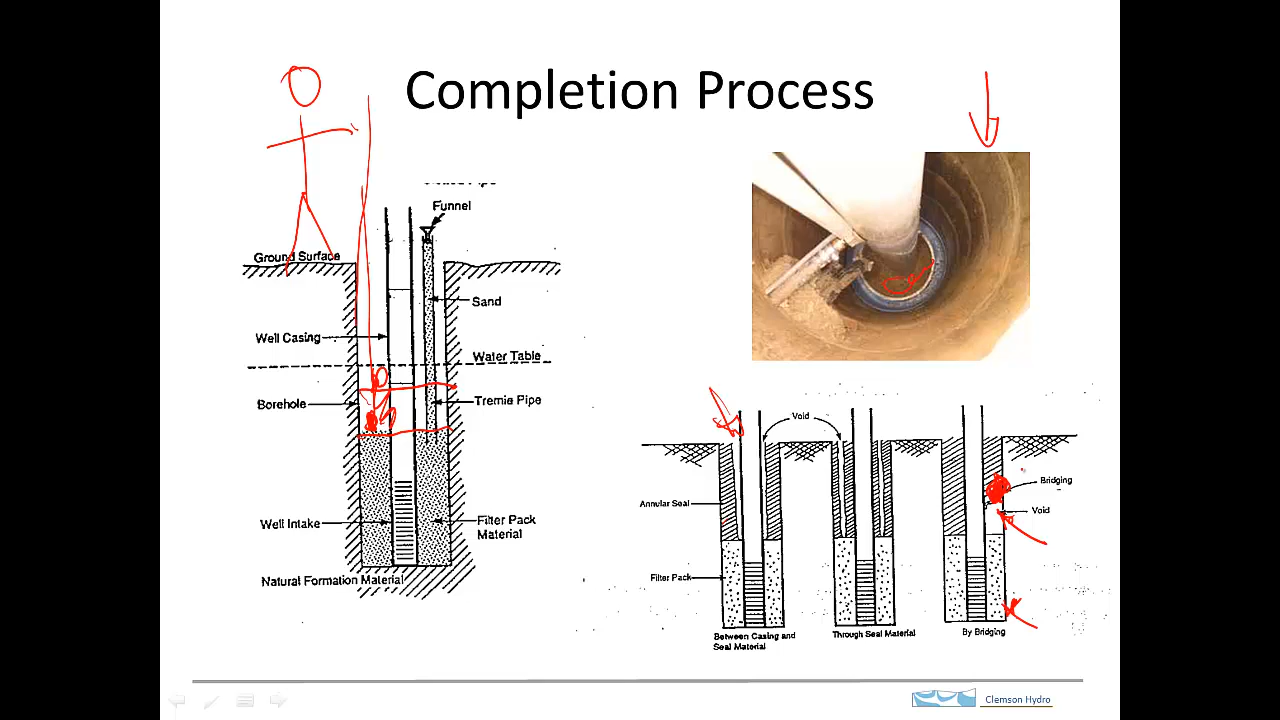 Completion Process
Funnel
Ground Surface
Sand
Well Casing
Water Table
Borehole
Tremie Pipe
Well Intake
Filter Pack
Material
Natural Formation Material
Void
Annular Seal
Bridging
Void
Filter Pack
Between Casing and
Seal Material
Through Seal Material
By Bridging
Clemson Hydro